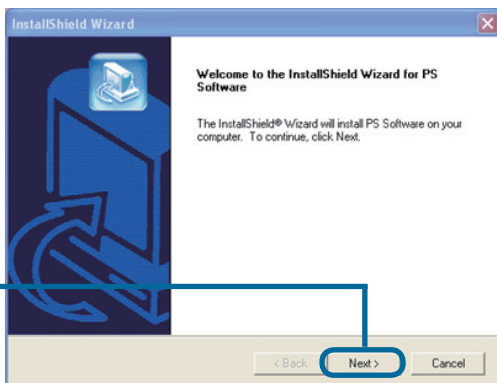 InstallShield Wizard
Welcome to the InstallShield Wizard for PS
Software
The InstallShield® Wizard will install PS Software on your
computer. To continue, click Next.
< Back
Next >
Cancel